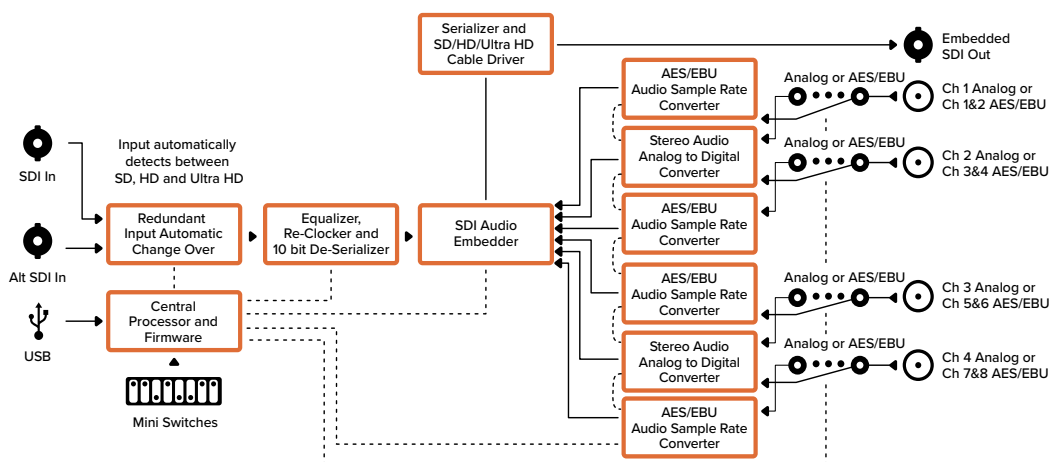 Serializer and
SD/HD/Ultra HD
Cable Driver
Embedded
SDI Out
AES/EBU
Audio Sample Rate
Converter
Analog or AES/EBU
Ch 1 Analog or
Ch 1&2 AES/EBU
SDI In
Input automatically
detects between
SD, HD and Ultra HD
Stereo Audio
Analog to Digital
Converter
Analog or AES/EBU
Ch 2 Analog or
Ch 3&4 AES/EBU
Alt SDI In
Redundant
Input Automatic
Change Over
Equalizer,
Re-Clocker and
10 bit De-Serializer
SDI Audio
Embedder
AES/EBU
Audio Sample Rate
Converter
USB
Central
Processor and
Firmware
AES/EBU
Audio Sample Rate
Converter
Analog or AES/EBU
Ch 3 Analog or
Ch 5&6 AES/EBU
Stereo Audio
Analog to Digital
Converter
Analog or AES/EBU
Ch 4 Analog or
Ch 7&8 AES/EBU
Mini Switches
AES/EBU
Audio Sample Rate
Converter